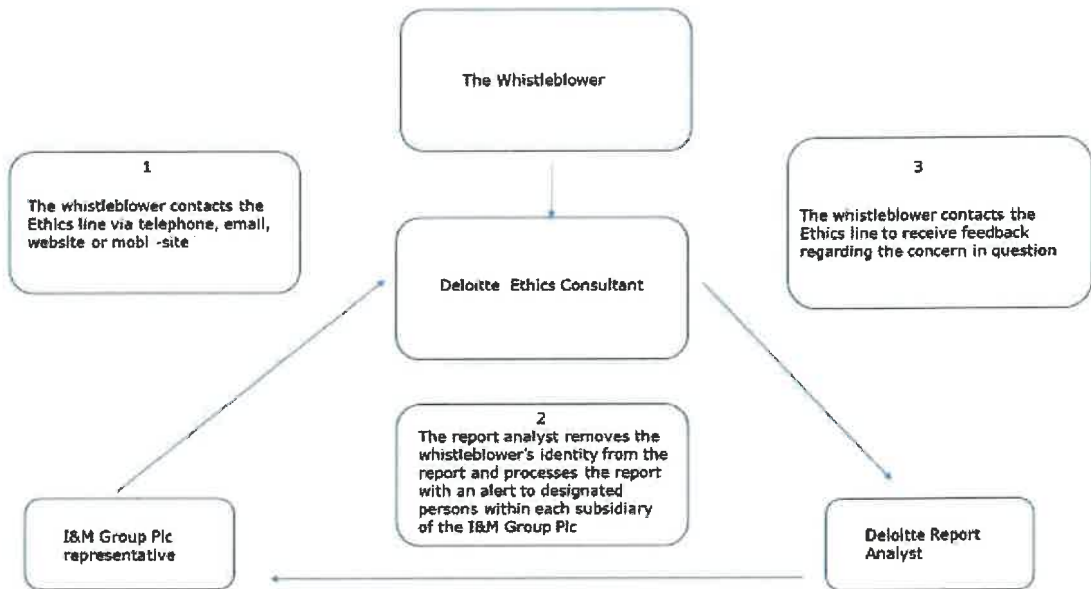 The Whistleblower
1
The whistleblower contacts the
Ethics line via telephone, email,
website or mobi -site
3
The whistleblower contacts the
Ethics line to receive feedback
regarding the concern in question
Deloitte Ethics Consultant
2
The report analyst removes the
whistleblower's identity from the
report and processes the report
with an alert to designated
persons within each subsidiary
of the I&M Group Plc
I&M Group Plc
representative
Deloitte Report
Analyst